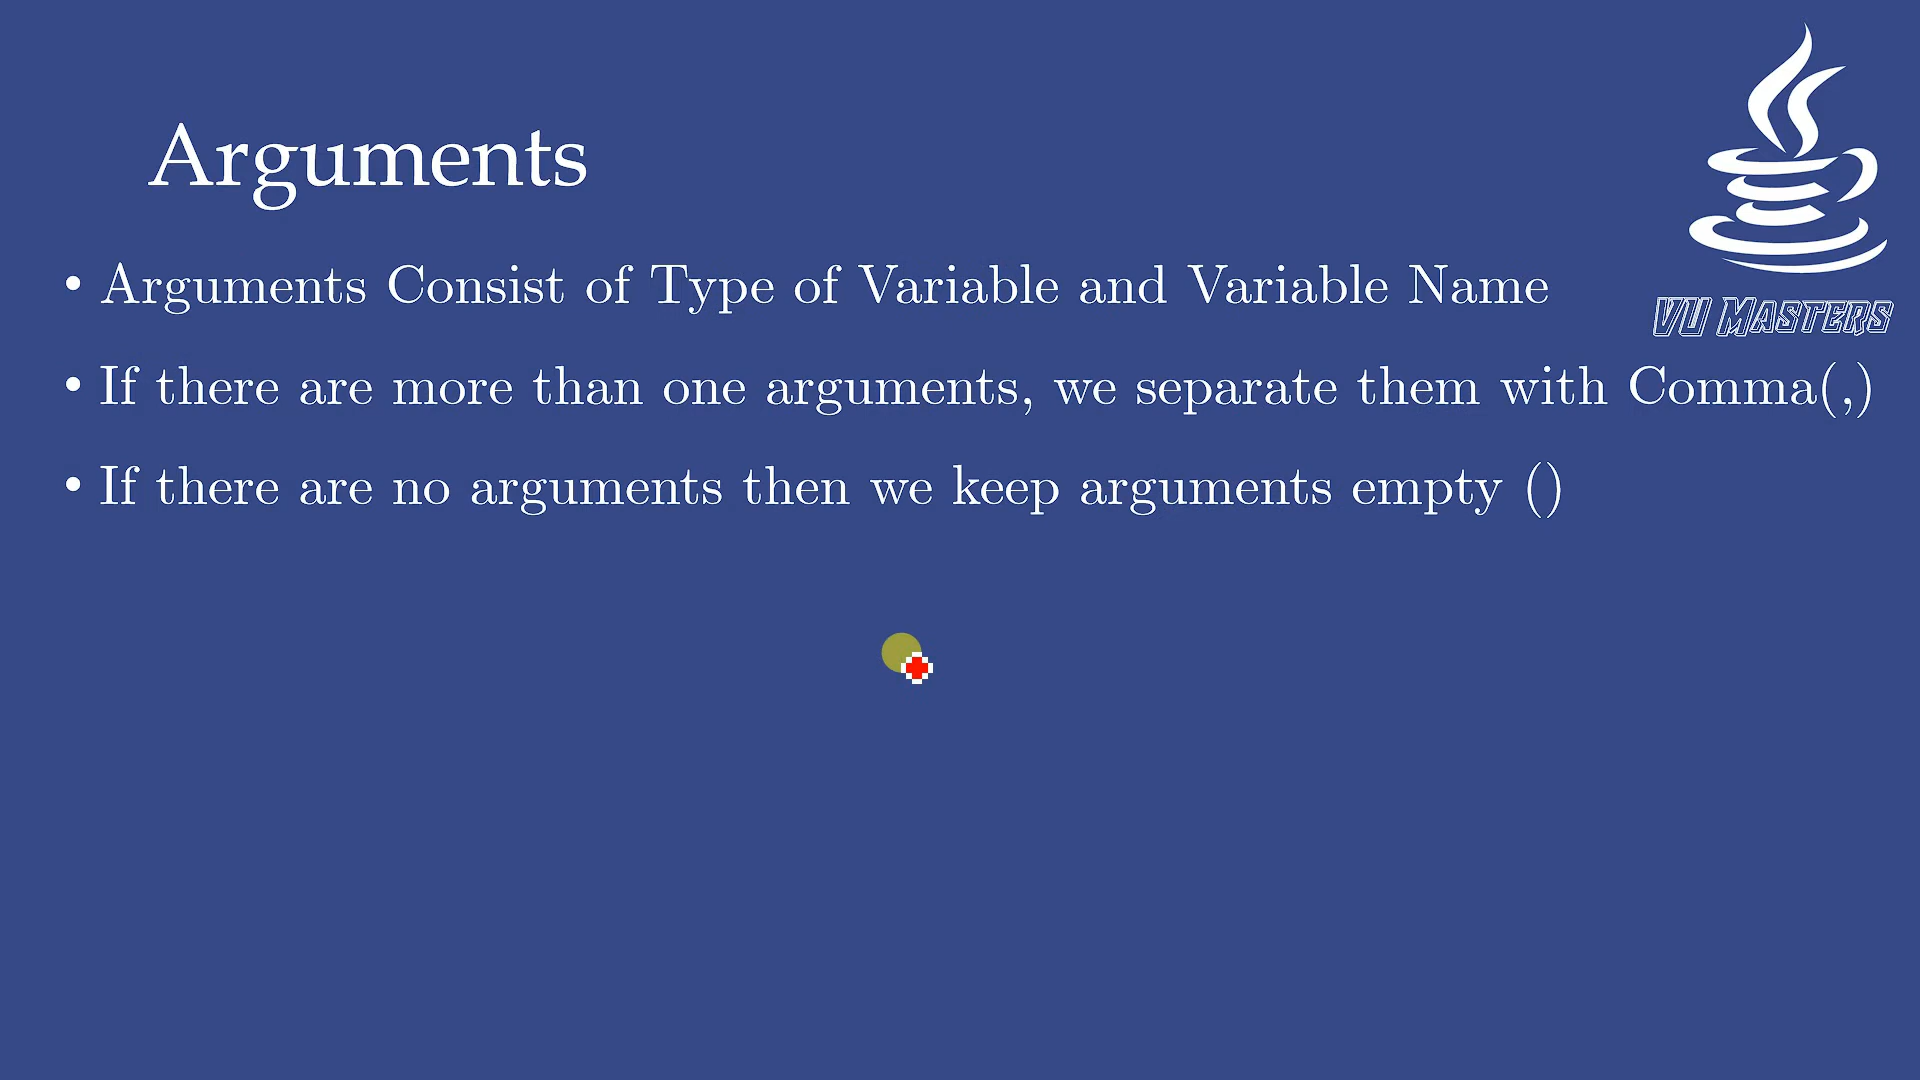 Arguments
• Arguments Consist of Type of Variable and Variable Name
VU Masters
• If there are more than one arguments, we separate them with Comma(,)
• If there are no arguments then we keep arguments empty ()